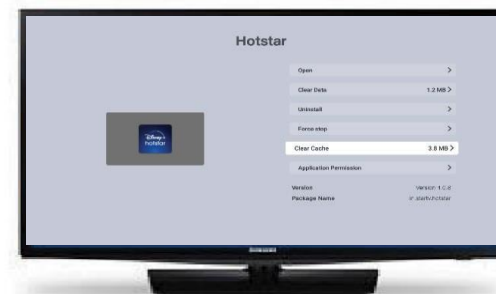 Hotstar
Disney+
hotstar
Open >
Clear Data 1.2 MB >
Uninstall >
Force stop >
Clear Cache 3.8 MB >
Application Permission >
Version
Package Name
SAMSUNG